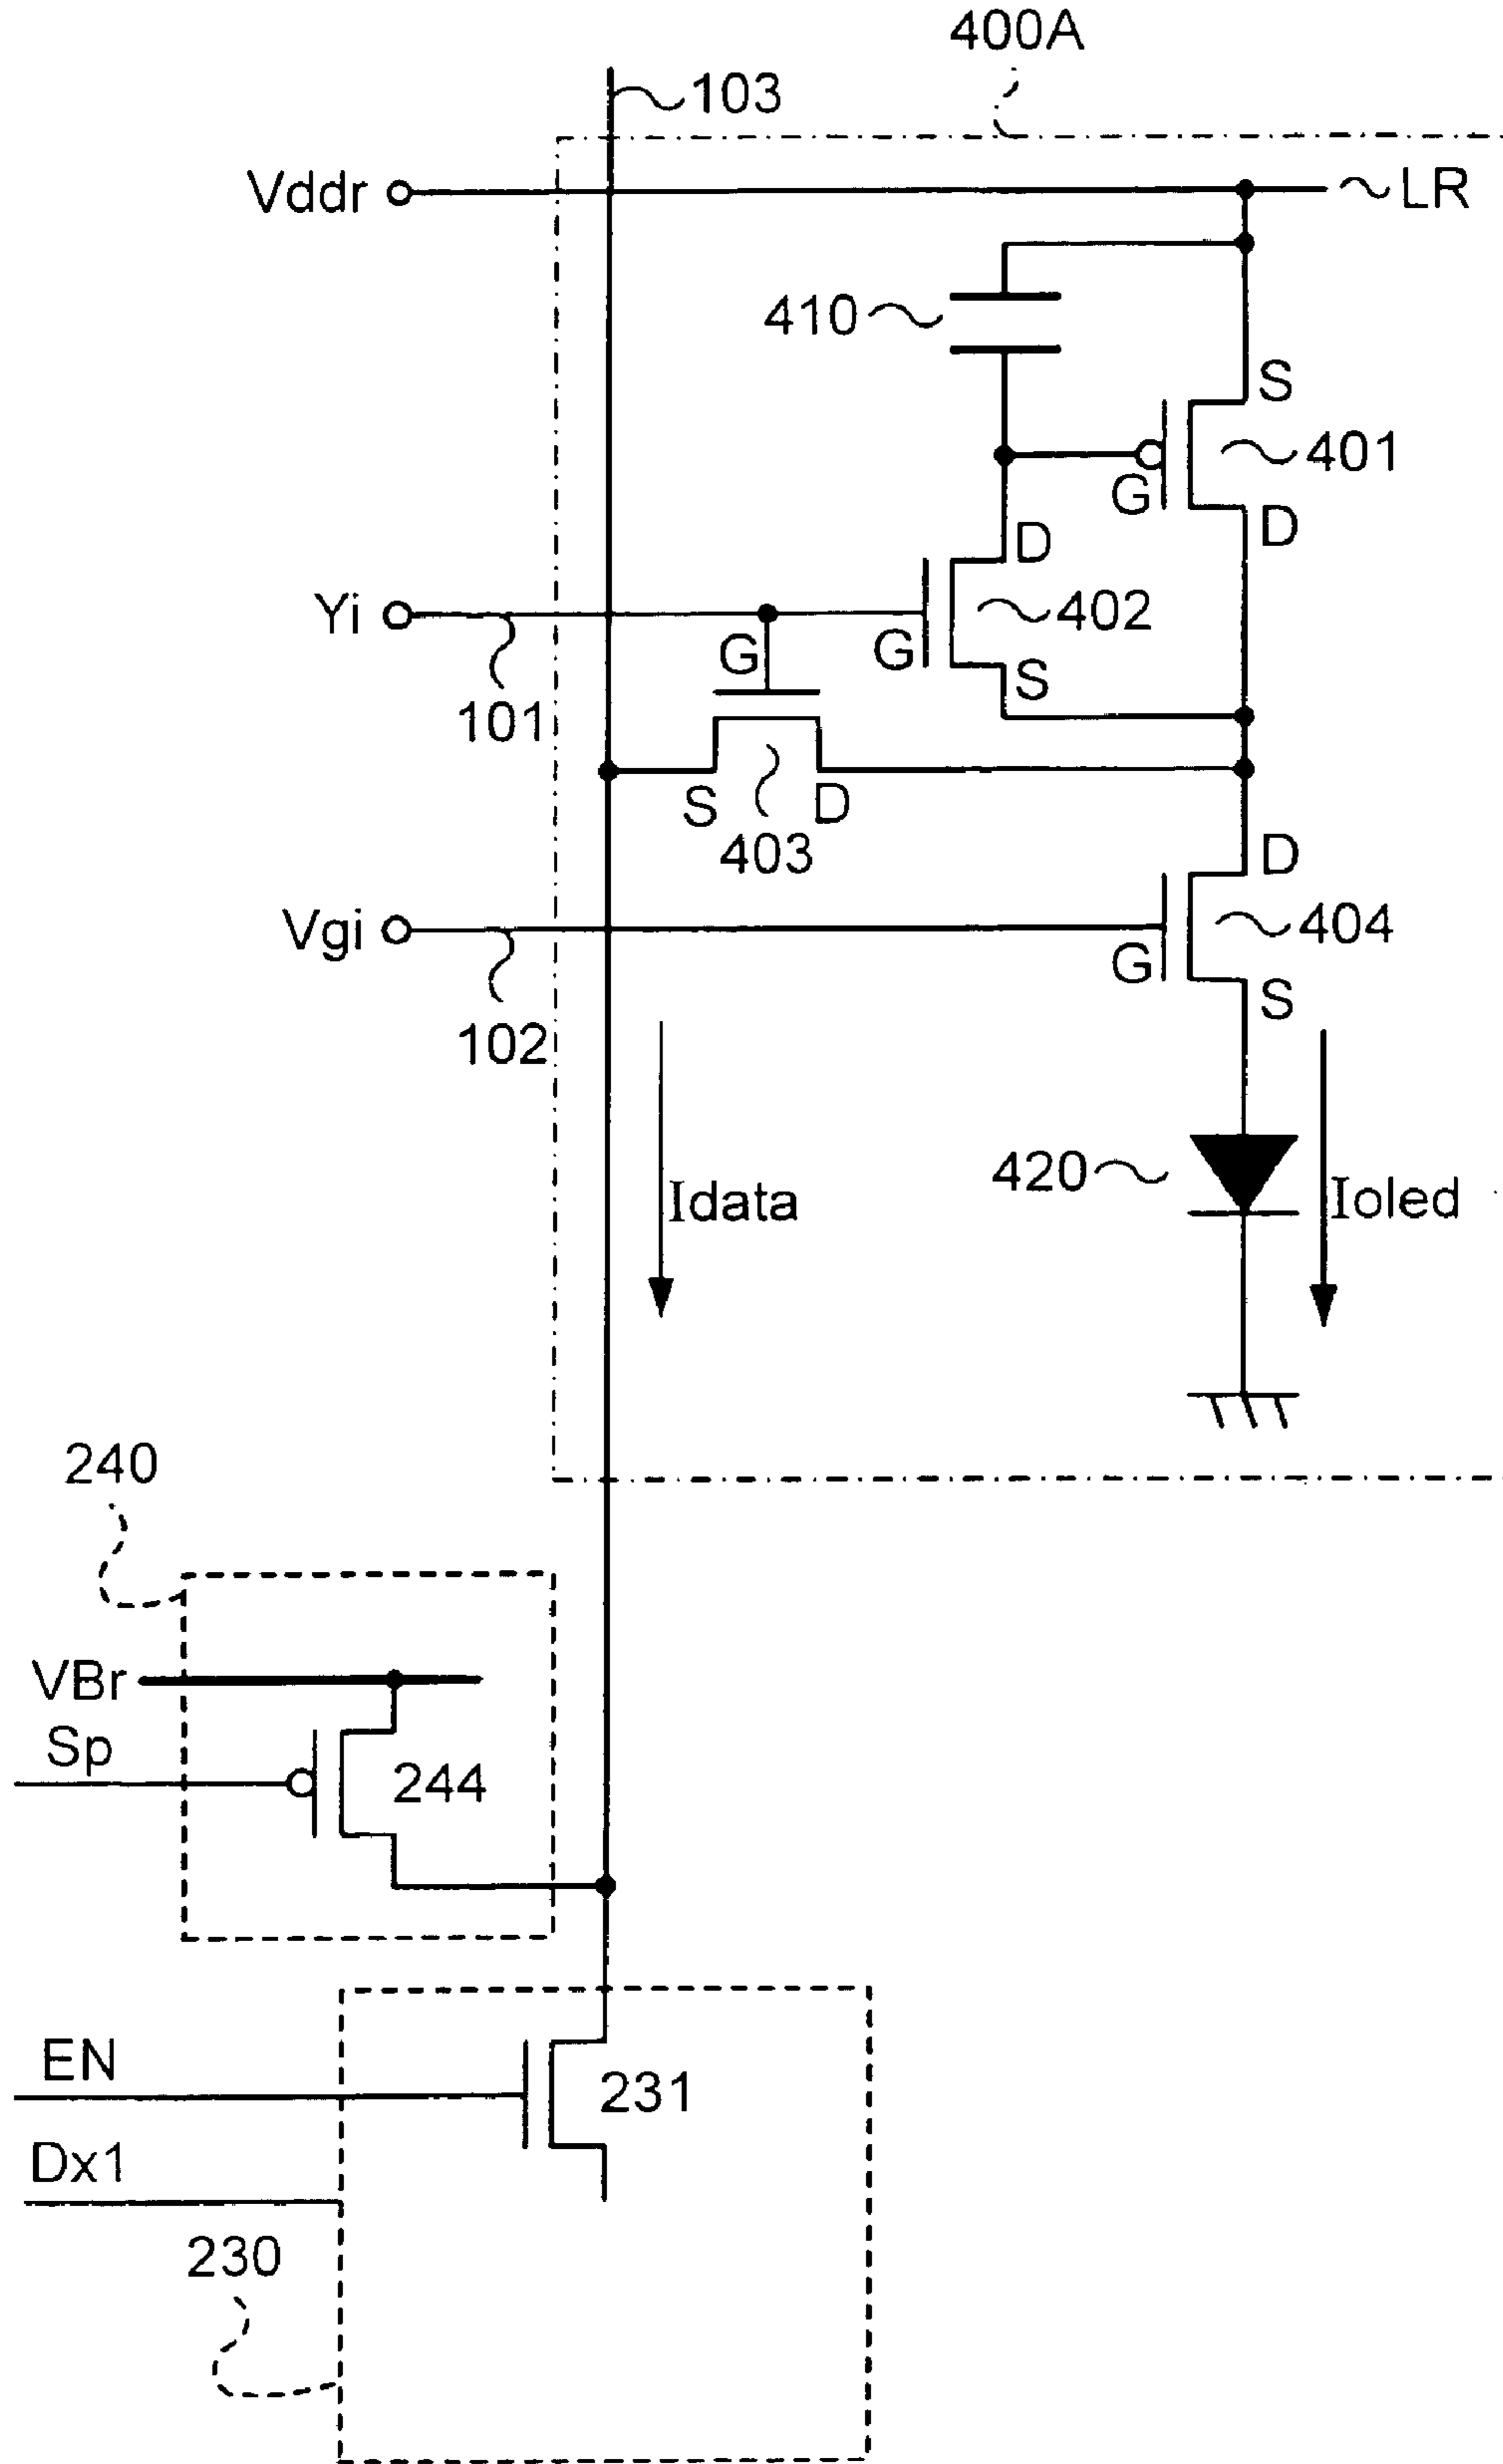 400A
103
Vddr
LR
410
S
401
G
D
D
Yi
402
G
G
S
101
S
D
403
D
Vgi
404
G
S
102
420
Idata
Ioled
240
VBr
Sp
244
EN
231
Dx1
230